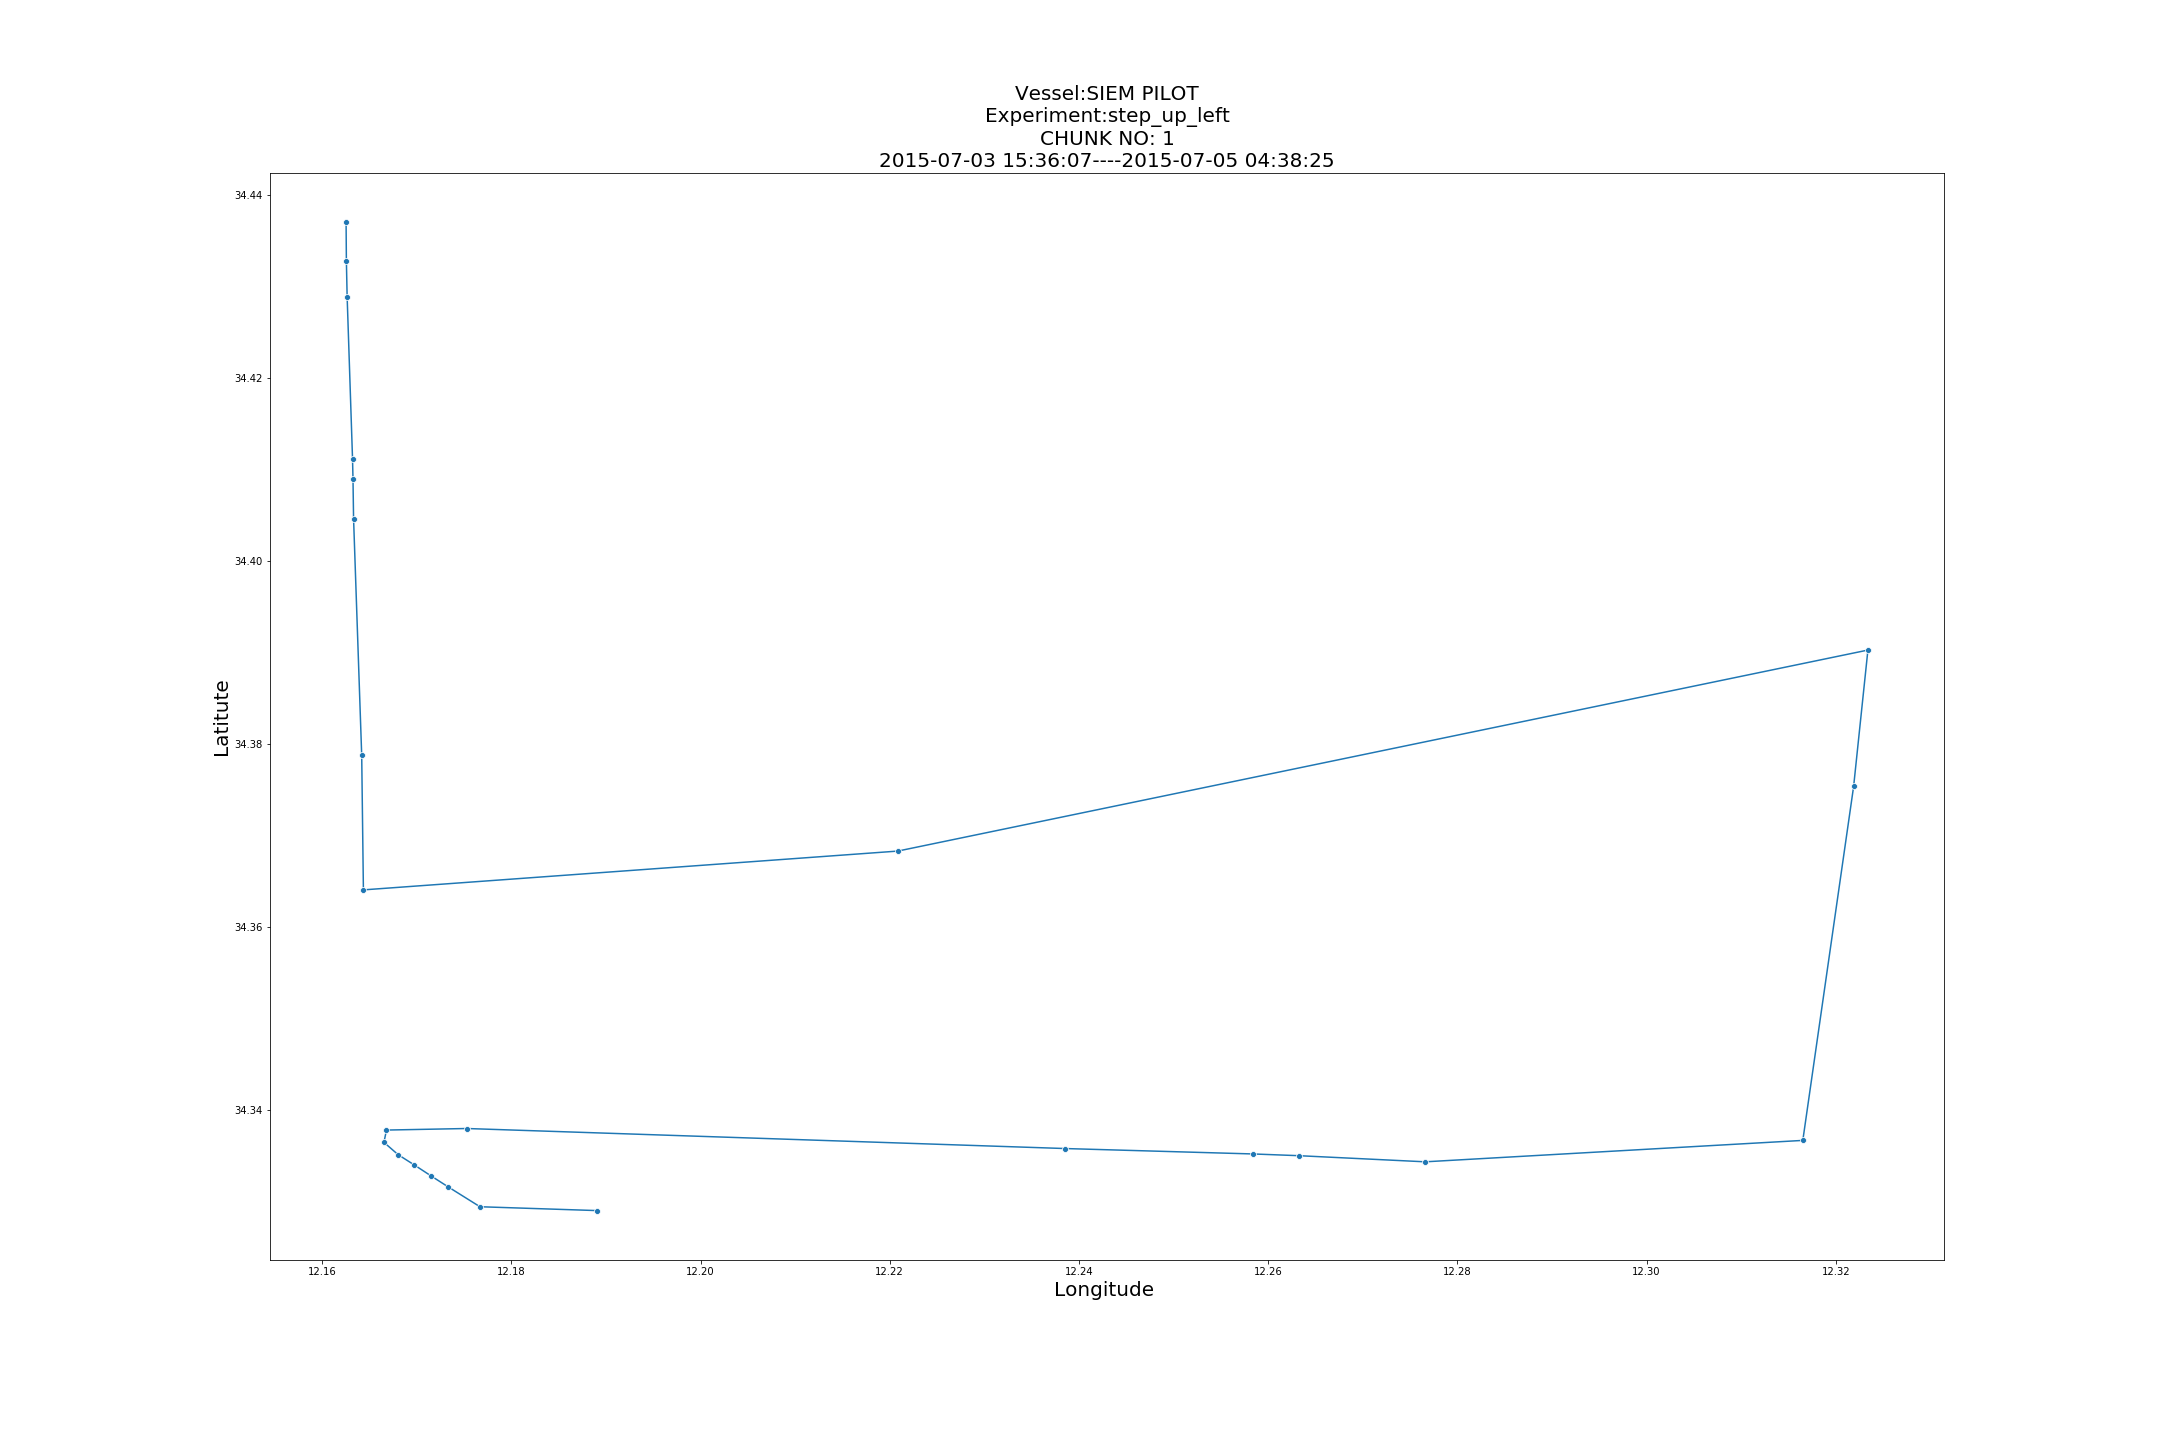 Vessel:SIEM PILOT
Experiment:step_up_left
CHUNK NO: 1
2015-07-03 15:36:07----2015-07-05 04:38:25
34.44
34.42
34.40
34.38
34.36
34.34
Latitute
12.16 12.18 12.20 12.22 12.24 12.26 12.28 12.30 12.32
Longitude